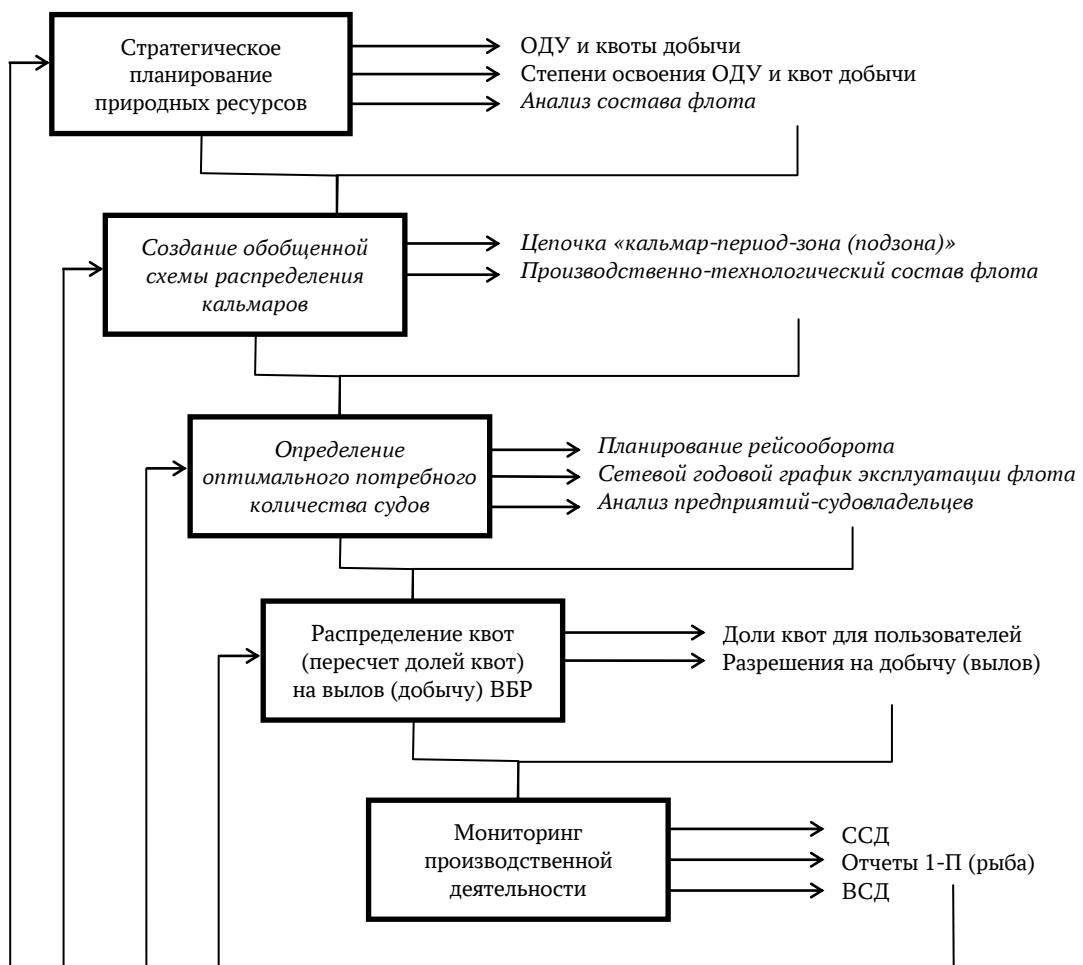 Стратегическое
планирование
природных ресурсов
ОДУ и квоты добычи
Степени освоения ОДУ и квот добычи
Анализ состава флота
Создание обобщенной
схемы распределения
кальмаров
Цепочка «кальмар-период-зона (подзона)»
Производственно-технологический состав флота
Определение
оптимального потребного
количества судов
Планирование рейсооборота
Сетевой годовой график эксплуатации флота
Анализ предприятий-судовладельцев
Распределение квот
(пересчет долей квот)
на вылов (добычу) ВБР
Доли квот для пользователей
Разрешения на добычу (вылов)
Мониторинг
производственной
деятельности
ССД
Отчеты 1-П (рыба)
ВСД